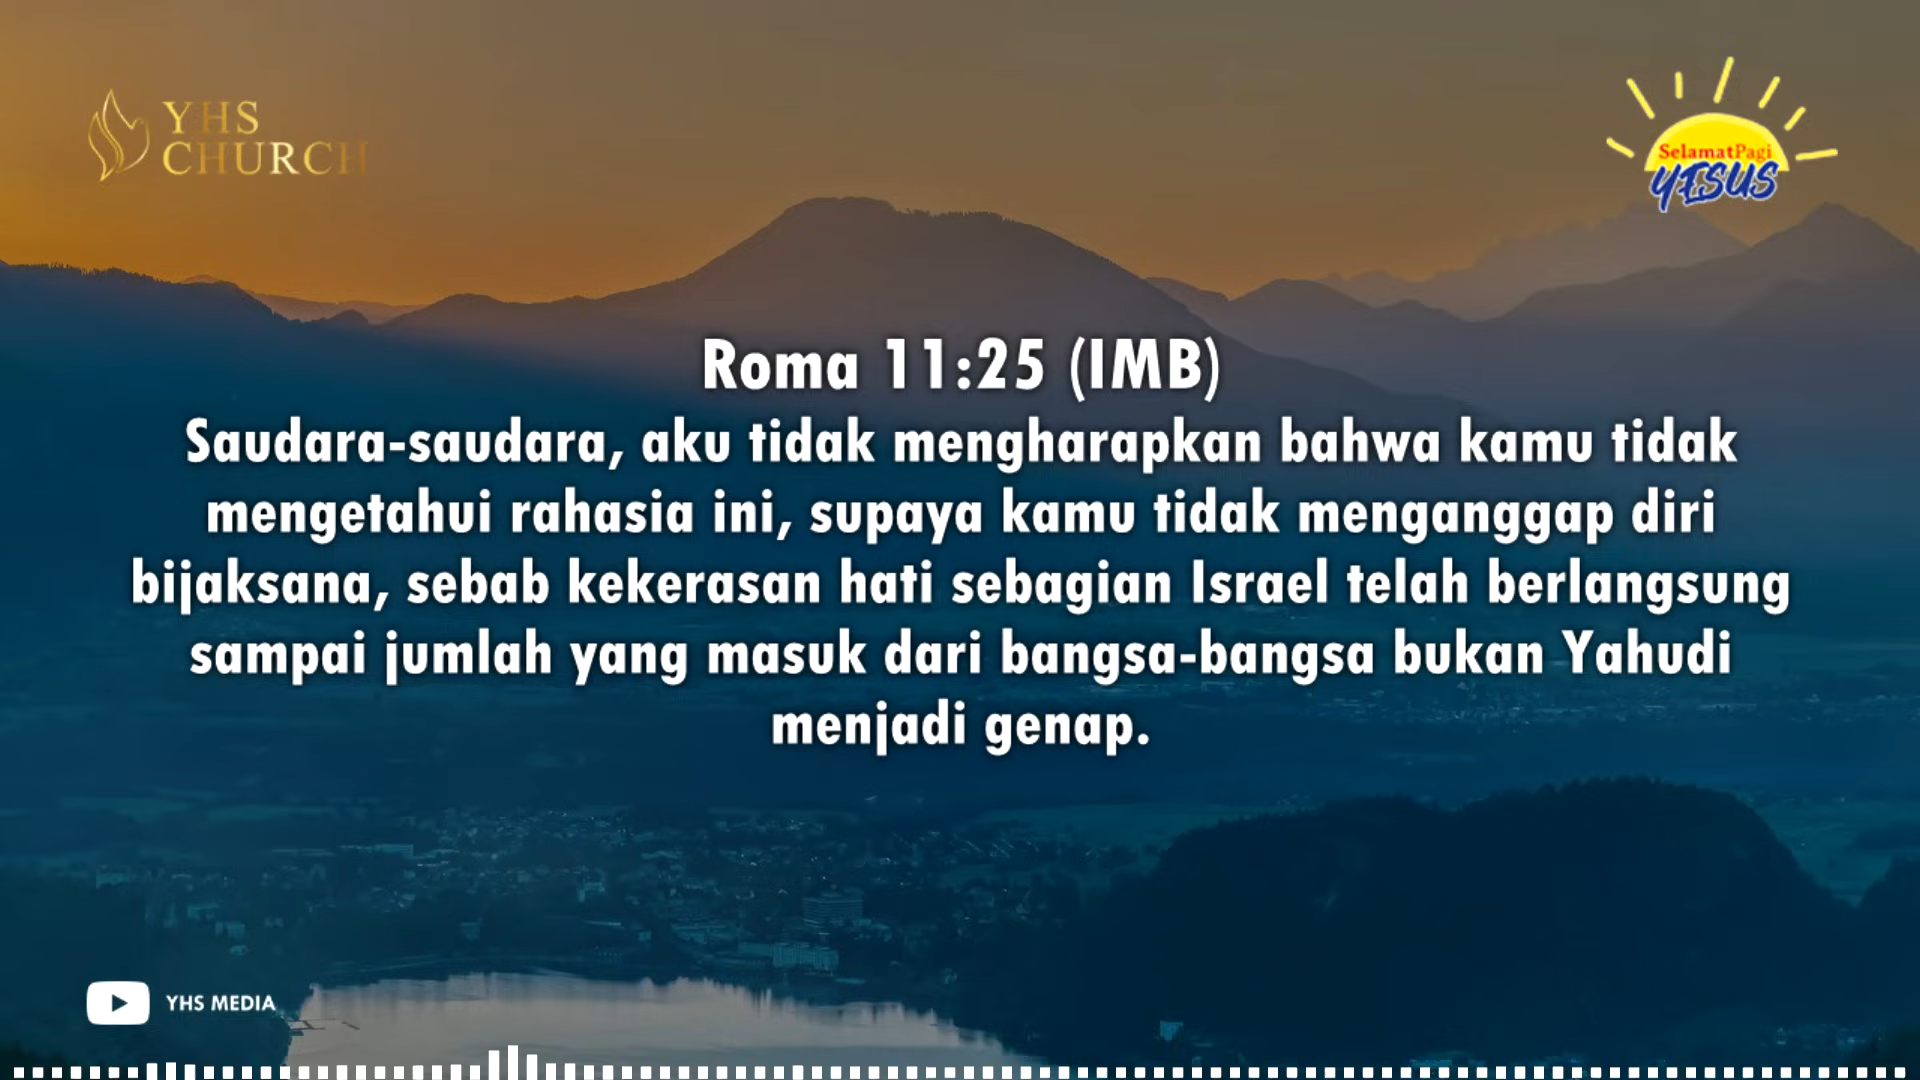 YHS
CHURCH
SelamatPagi
YESUS
Roma 11:25 (IMB)
Saudara-saudara, aku tidak mengharapkan bahwa kamu tidak
mengetahui rahasia ini, supaya kamu tidak menganggap diri
bijaksana, sebab kekerasan hati sebagian Israel telah berlangsung
sampai jumlah yang masuk dari bangsa-bangsa bukan Yahudi
menjadi genap.
YHS MEDIA